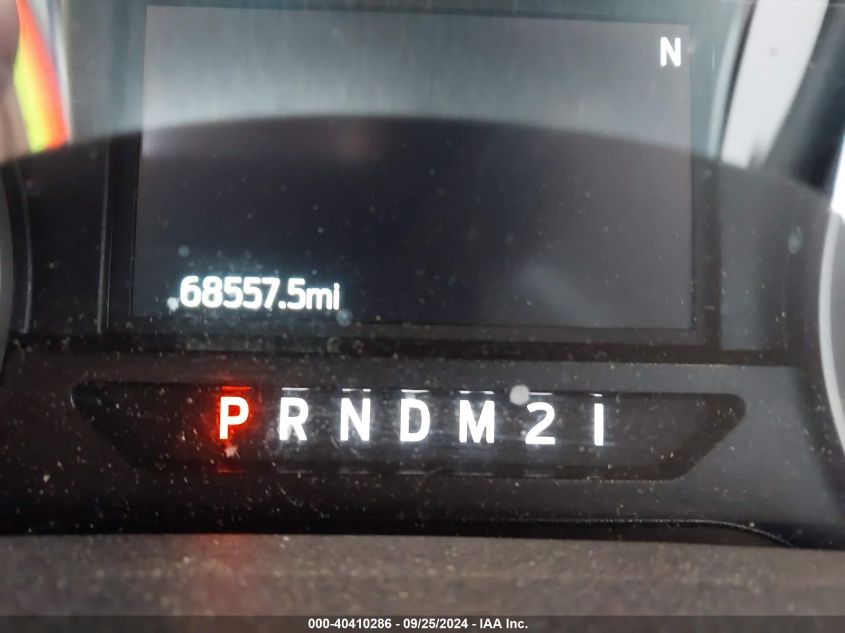 N
68557.5mi
P R N D M 2 1
000-40410286 - 09/25/2024 - IAA Inc.